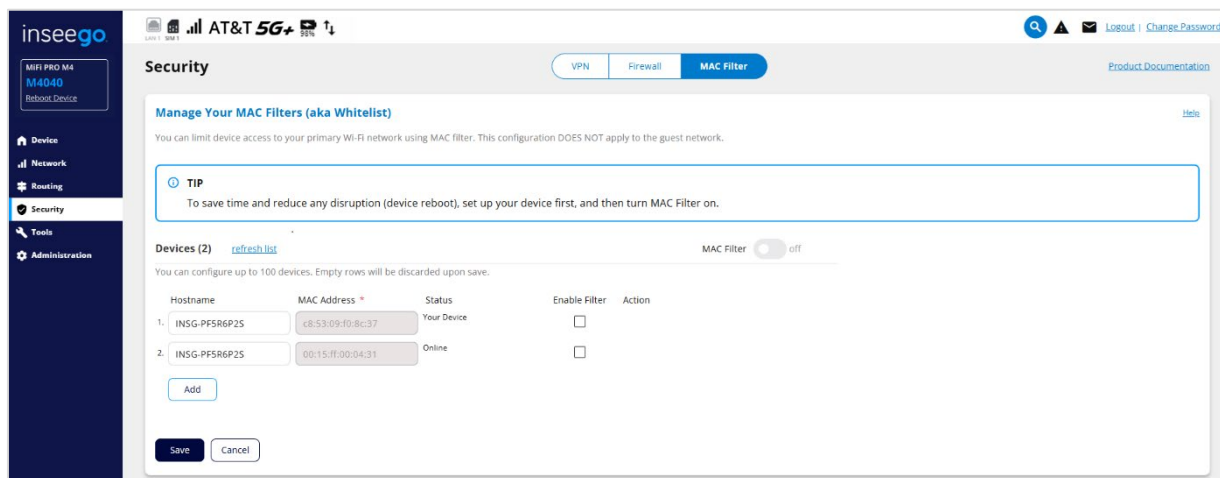 inseego
LAN 1 SIM 1 AT&T 5G+ 98%
Logout | Change Password
MiFi PRO M4
M4040
Reboot Device
Security
VPN
Firewall
MAC Filter
Product Documentation
Device
Network
Routing
Security
Tools
Administration
Manage Your MAC Filters (aka Whitelist)
Help
You can limit device access to your primary Wi-Fi network using MAC filter. This configuration DOES NOT apply to the guest network.
TIP
To save time and reduce any disruption (device reboot), set up your device first, and then turn MAC Filter on.
Devices (2) refresh list MAC Filter off
You can configure up to 100 devices. Empty rows will be discarded upon save.
Hostname MAC Address * Status Enable Filter Action
1. INSG-PF5R6P2S c8:53:09:f0:8c:37 Your Device
2. INSG-PF5R6P2S 00:15:ff:00:04:31 Online
Add
Save Cancel